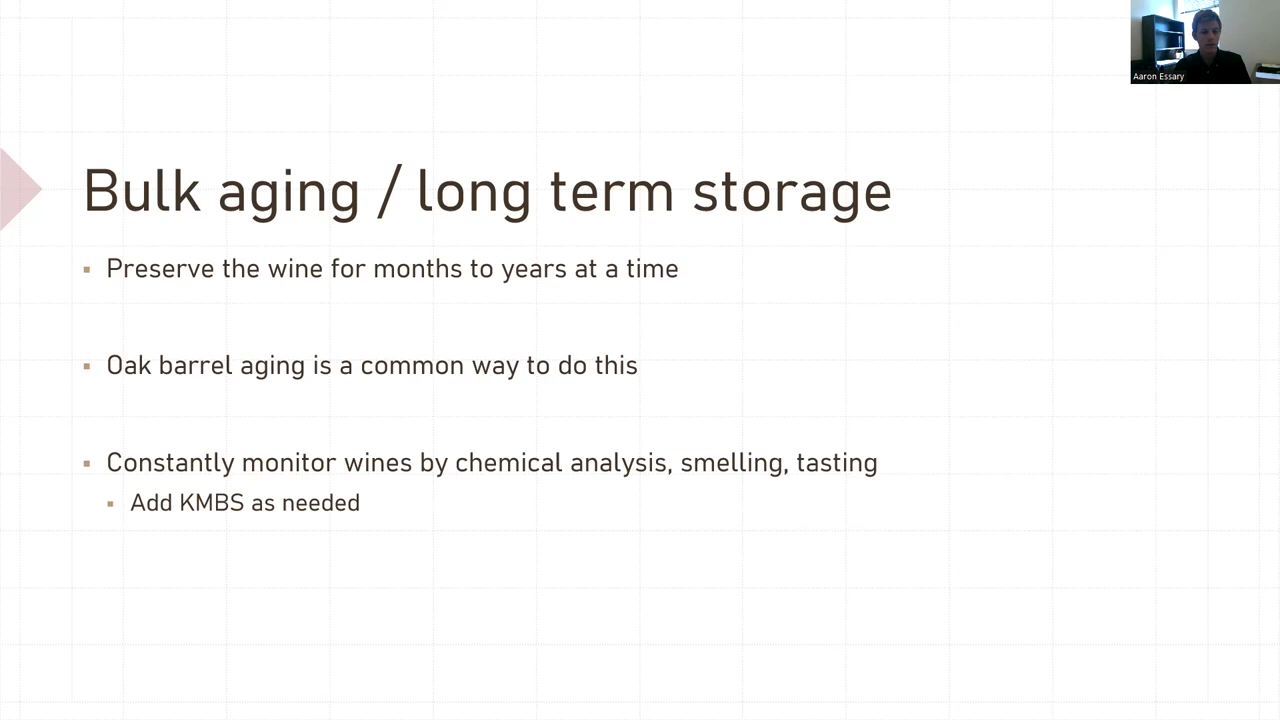 Aaron Essary
Bulk aging / long term storage
▪ Preserve the wine for months to years at a time
▪ Oak barrel aging is a common way to do this
▪ Constantly monitor wines by chemical analysis, smelling, tasting
▪ Add KMBS as needed